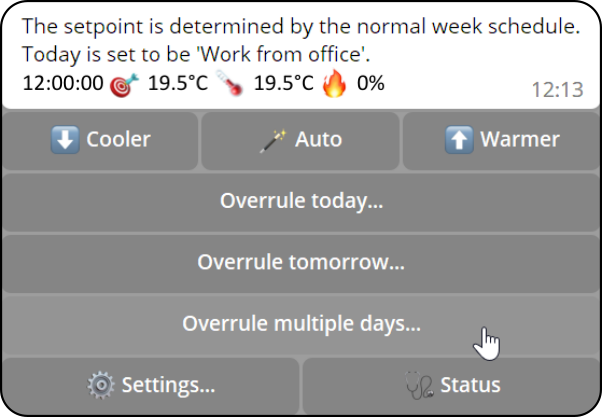 The setpoint is determined by the normal week schedule.
Today is set to be 'Work from office'.
12:00:00 🎯 19.5°C 🌡️ 19.5°C 🔥 0%
12:13
⬇️ Cooler
🪄 Auto
⬆️ Warmer
Overrule today...
Overrule tomorrow...
Overrule multiple days...
⚙️ Settings...
🩺 Status